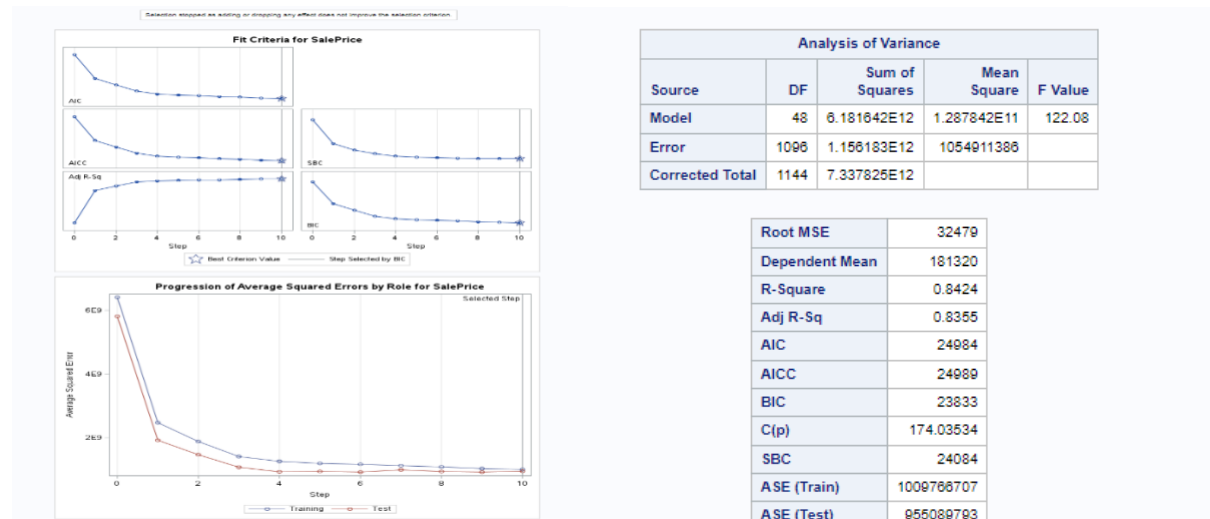 Selection stopped as adding or dropping any effect does not improve the selection criterion.
Fit Criteria for SalePrice
AIC
AICC
SBC
Adj R-Sq
BIC
0 2 4 6 8 10
Step
0 2 4 6 8 10
Step
Best Criterion Value
Step Selected by BIC
Progression of Average Squared Errors by Role for SalePrice
Selected Step
6E9
4E9
2E9
Average Squared Error
0 2 4 6 8 10
Step
Training Test
Analysis of Variance
Source DF Sum of Squares Mean Square F Value
Model 48 6.181642E12 1.287842E11 122.08
Error 1096 1.156183E12 1054911386
Corrected Total 1144 7.337825E12
Root MSE 32479
Dependent Mean 181320
R-Square 0.8424
Adj R-Sq 0.8355
AIC 24984
AICC 24989
BIC 23833
C(p) 174.03534
SBC 24084
ASE (Train) 1009766707
ASE (Test) 955089793